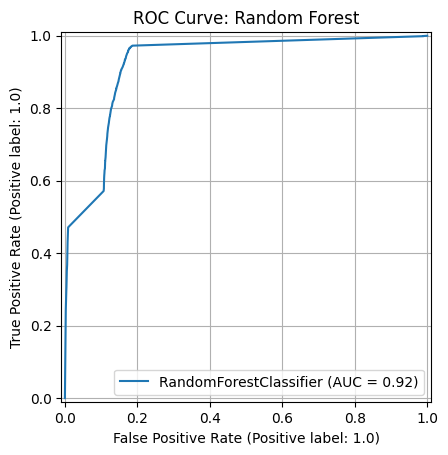 ROC Curve: Random Forest
True Positive Rate (Positive label: 1.0)
1.0
0.8
0.6
0.4
0.2
0.0
RandomForestClassifier (AUC = 0.92)
0.0 0.2 0.4 0.6 0.8 1.0
False Positive Rate (Positive label: 1.0)